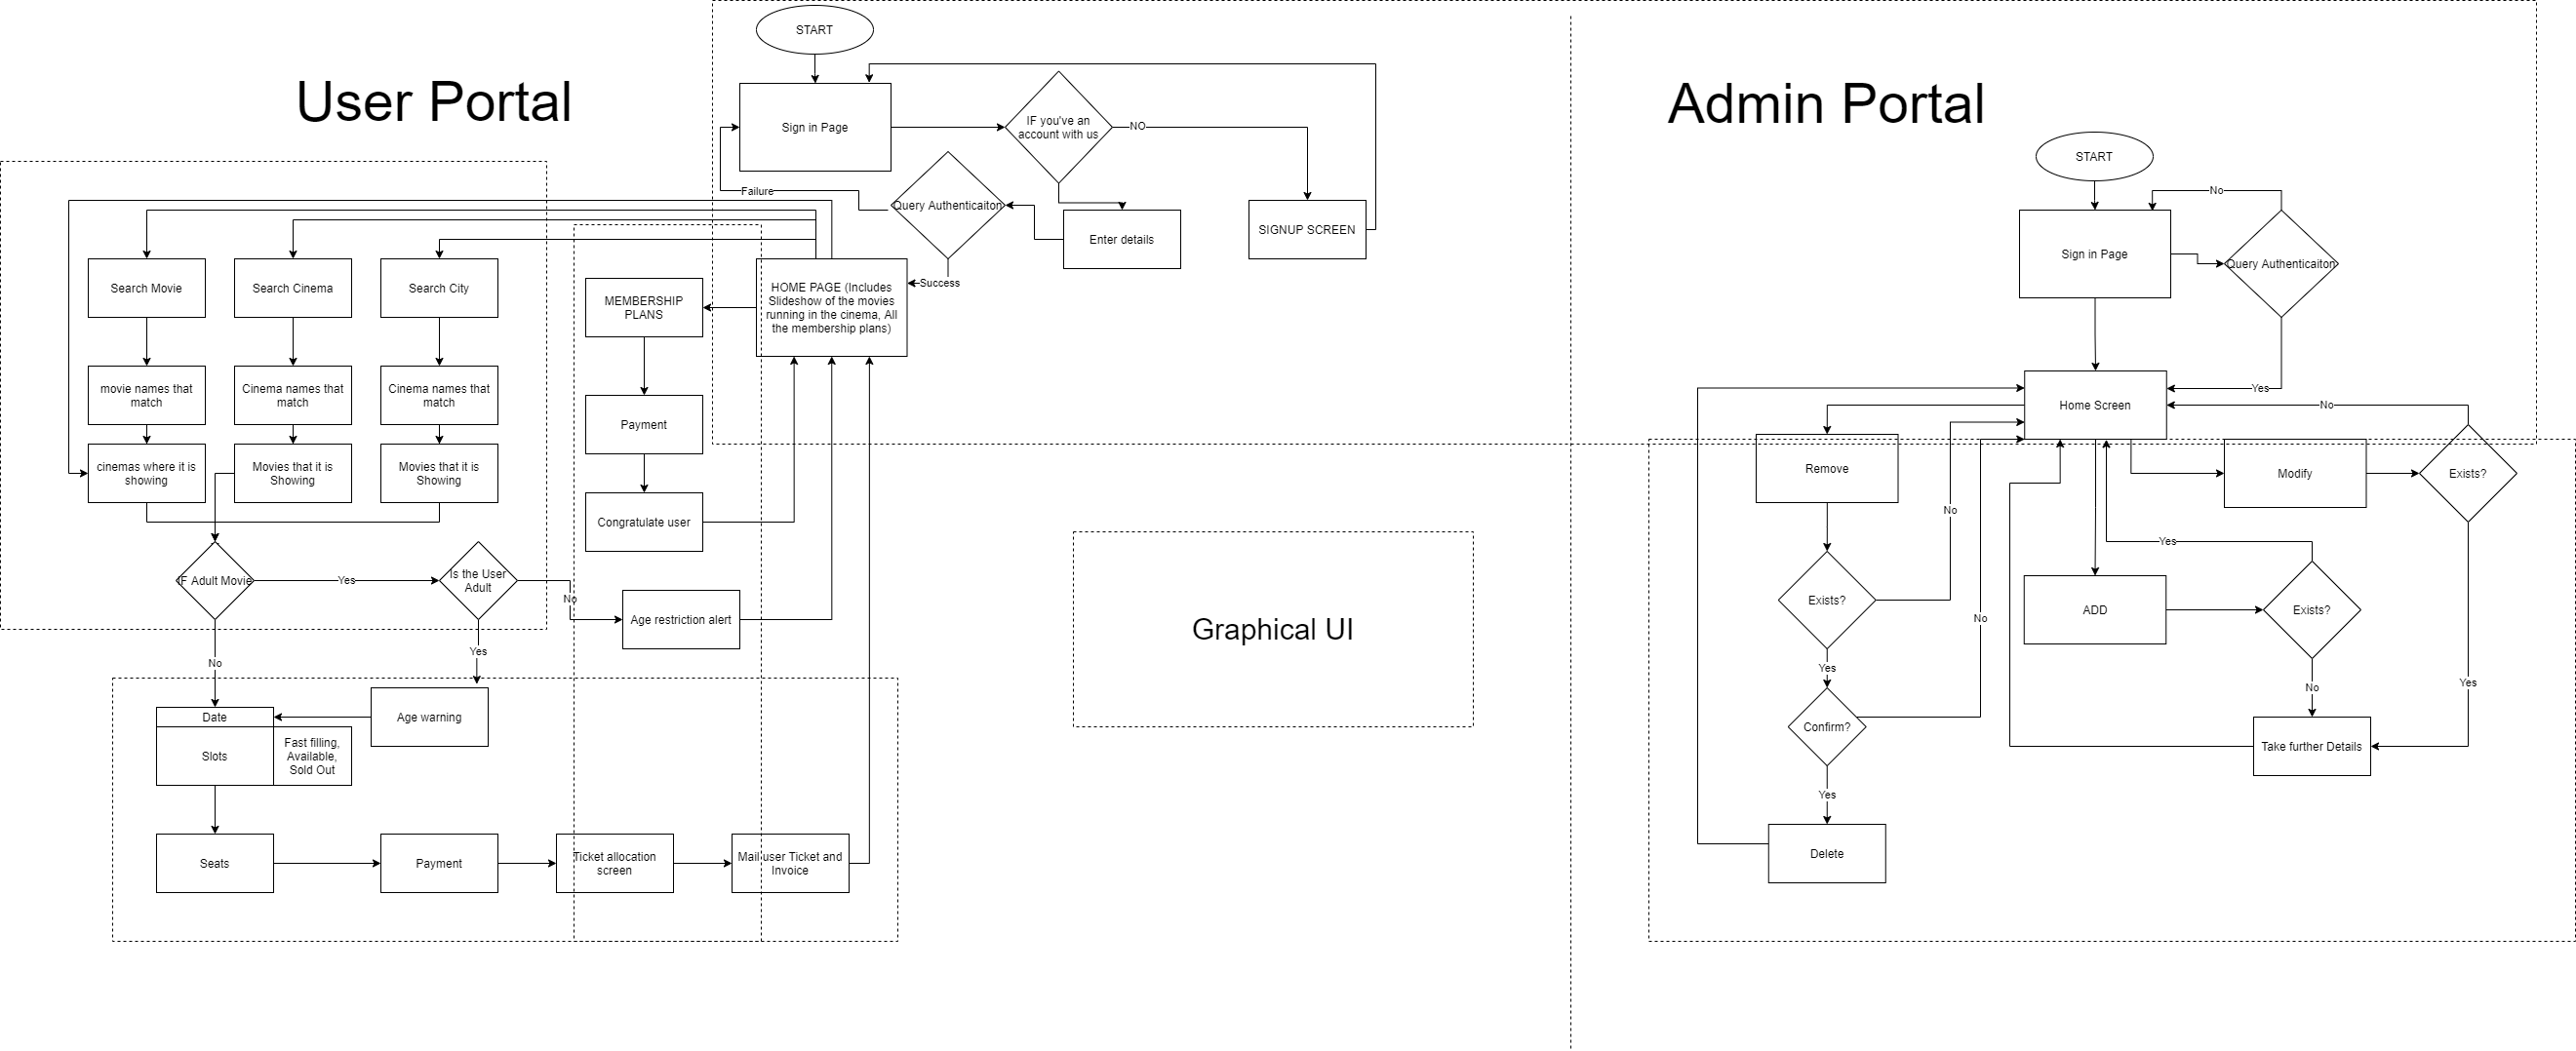 User Portal
START
Sign in Page
IF you've an
account with us
NO
SIGNUP SCREEN
Enter details
Query Authenticaiton
Failure
Success
HOME PAGE (Includes
Slideshow of the movies
running in the cinema, All
the membership plans)
MEMBERSHIP
PLANS
Payment
Congratulate user
Search Movie
Search Cinema
Search City
movie names that
match
Cinema names that
match
Cinema names that
match
cinemas where it is
showing
Movies that it is
Showing
Movies that it is
Showing
IF Adult Movie
Yes
Is the User
Adult
No
Age restriction alert
No
Yes
Age warning
Date
Slots
Fast filling,
Available,
Sold Out
Seats
Payment
Ticket allocation
screen
Mail user Ticket and
Invoice
Graphical UI
Admin Portal
START
Sign in Page
No
Query Authenticaiton
Yes
Home Screen
No
Remove
Modify
Exists?
No
Exists?
Yes
No
Confirm?
Yes
Delete
Yes
ADD
Exists?
No
Yes
Take further Details